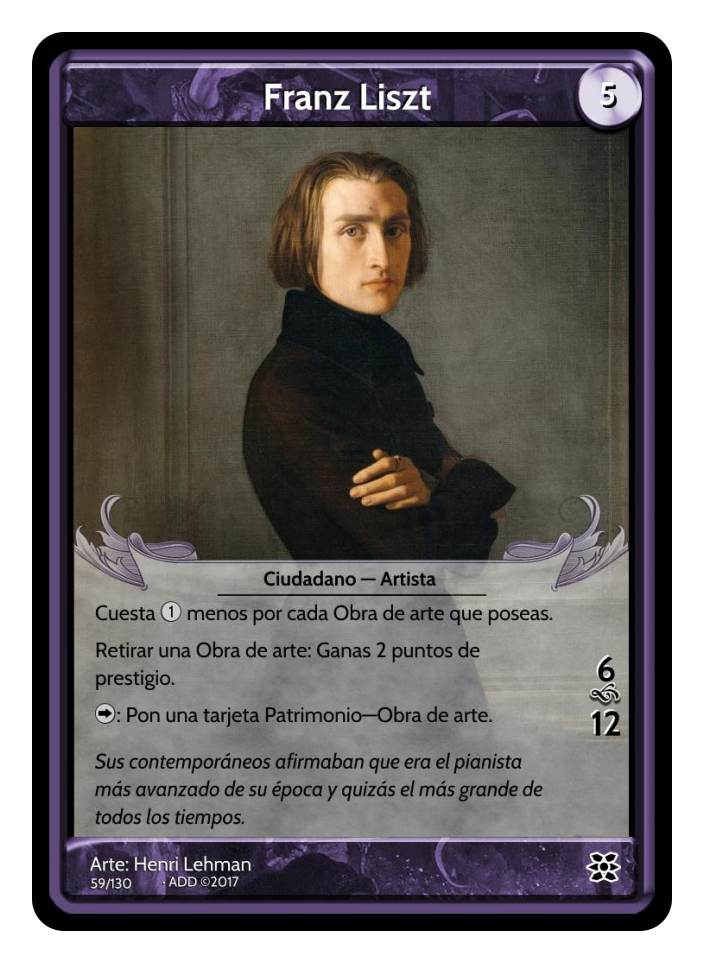 Franz Liszt
5
Ciudadano — Artista
Cuesta 1 menos por cada Obra de arte que poseas.
Retirar una Obra de arte: Ganas 2 puntos de
prestigio.
: Pon una tarjeta Patrimonio—Obra de arte.
6
12
Sus contemporáneos afirmaban que era el pianista
más avanzado de su época y quizás el más grande de
todos los tiempos.
Arte: Henri Lehman
59/130 · ADD ©2017